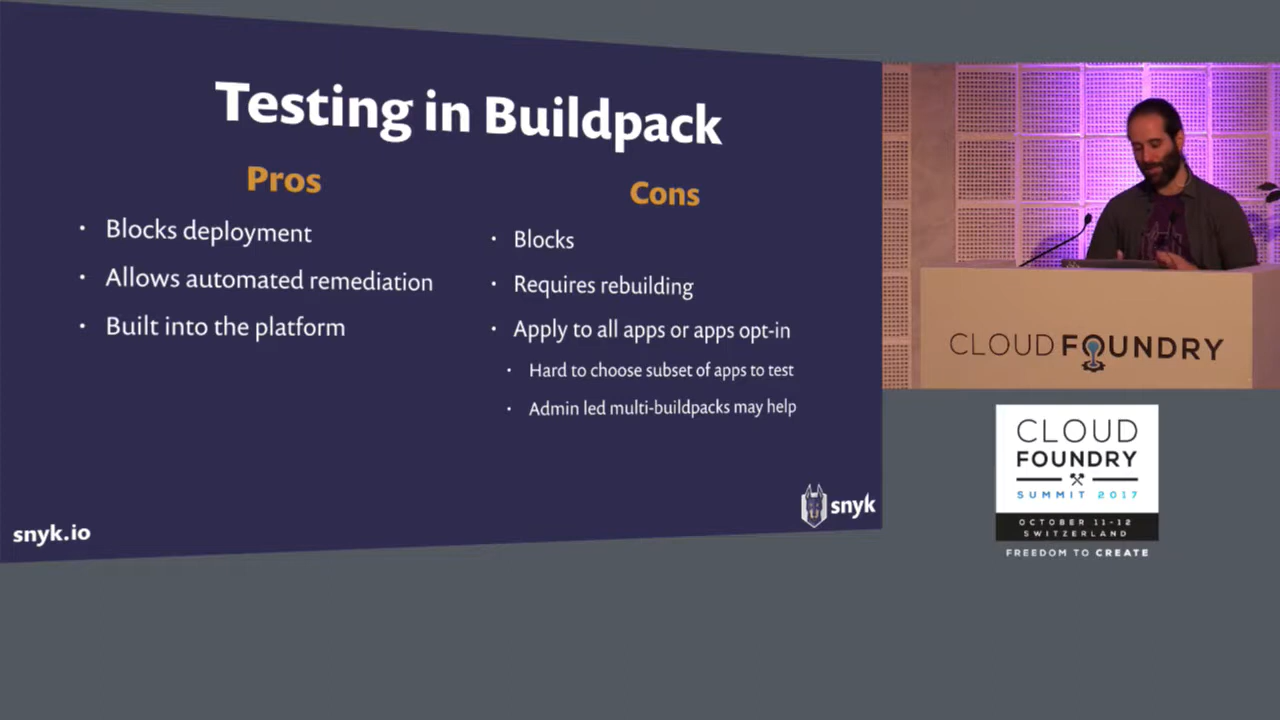 Testing in Buildpack
Pros
• Blocks deployment
• Allows automated remediation
• Built into the platform
Cons
• Blocks
• Requires rebuilding
• Apply to all apps or apps opt-in
• Hard to choose subset of apps to test
• Admin led multi-buildpacks may help
snyk.io
snyk
CLOUD FOUNDRY
CLOUD
FOUNDRY
SUMMIT 2017
OCTOBER 11-12
SWITZERLAND
FREEDOM TO CREATE